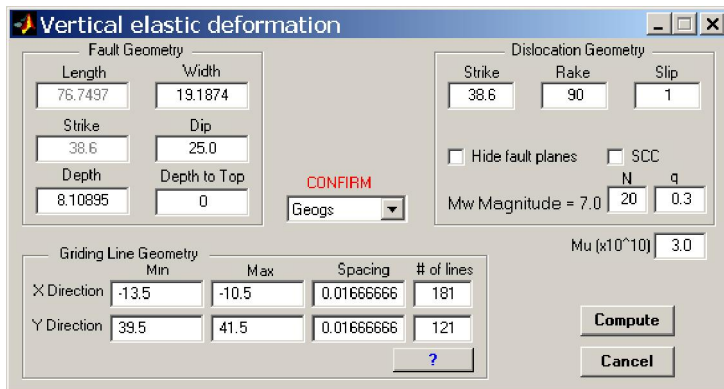 Vertical elastic deformation
Fault Geometry
Length Width
76.7497 19.1874
Strike Dip
38.6 25.0
Depth Depth to Top
8.10895 0
CONFIRM
Geogs
Dislocation Geometry
Strike Rake Slip
38.6 90 1
Hide fault planes SCC
N q
Mw Magnitude = 7.0 20 0.3
Mu (x10^10) 3.0
Griding Line Geometry
Min Max Spacing # of lines
X Direction -13.5 -10.5 0.01666666 181
Y Direction 39.5 41.5 0.01666666 121
?
Compute
Cancel